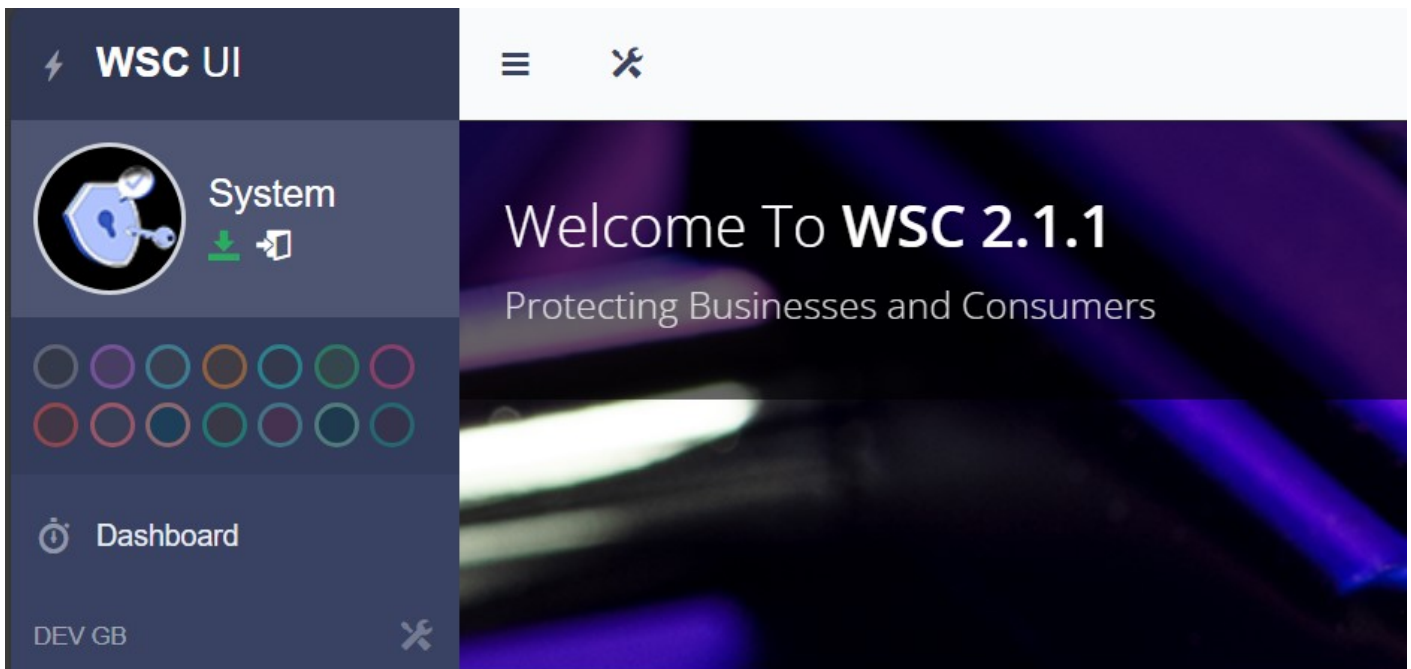 WSC UI
System
Dashboard
DEV GB
Welcome To WSC 2.1.1
Protecting Businesses and Consumers